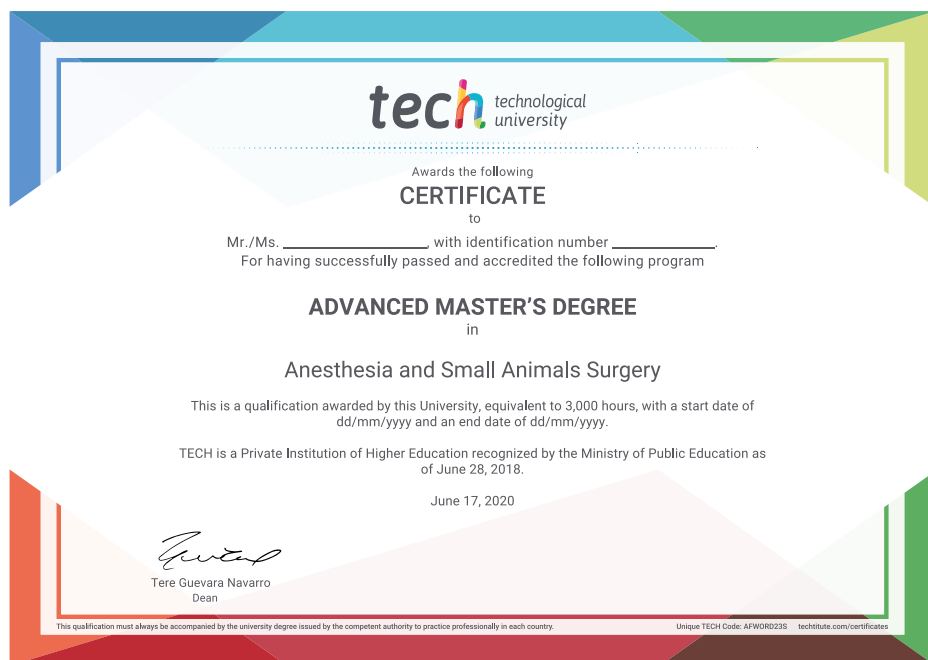 tech technological
university
Awards the following
CERTIFICATE
to
Mr./Ms. ____________________, with identification number ______________.
For having successfully passed and accredited the following program
ADVANCED MASTER'S DEGREE
in
Anesthesia and Small Animals Surgery
This is a qualification awarded by this University, equivalent to 3,000 hours, with a start date of
dd/mm/yyyy and an end date of dd/mm/yyyy.
TECH is a Private Institution of Higher Education recognized by the Ministry of Public Education as
of June 28, 2018.
June 17, 2020
Tere Guevara Navarro
Dean
This qualification must always be accompanied by the university degree issued by the competent authority to practice professionally in each country. Unique TECH Code: AFWORD23S techtitute.com/certificates